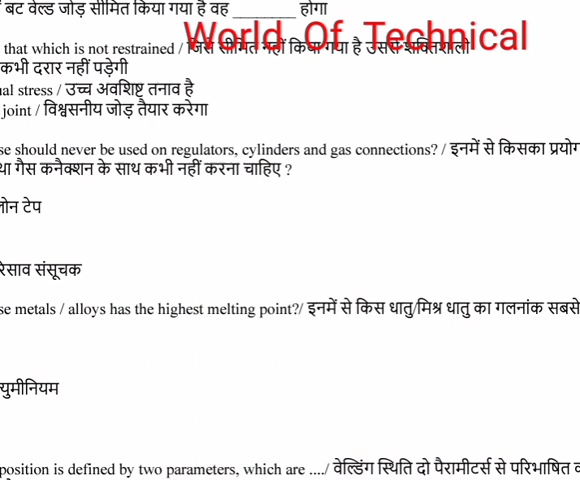 बट वेल्ड जोड़ सीमित किया गया है वह ________ होगा
World Of Technical
that which is not restrained / जिसे सीमित नहीं किया गया है उससे शक्तिशाली
कभी दरार नहीं पड़ेगी
al stress / उच्च अवशिष्ट तनाव है
joint / विश्वसनीय जोड़ तैयार करेगा
se should never be used on regulators, cylinders and gas connections? / इनमें से किसका प्रयोग
था गैस कनैक्शन के साथ कभी नहीं करना चाहिए ?
लोन टेप
रेसाव संसूचक
se metals / alloys has the highest melting point?/ इनमें से किस धातु/मिश्र धातु का गलनांक सबसे
युमीनियम
position is defined by two parameters, which are ..../ वेल्डिंग स्थिति दो पैरामीटर्स से परिभाषित